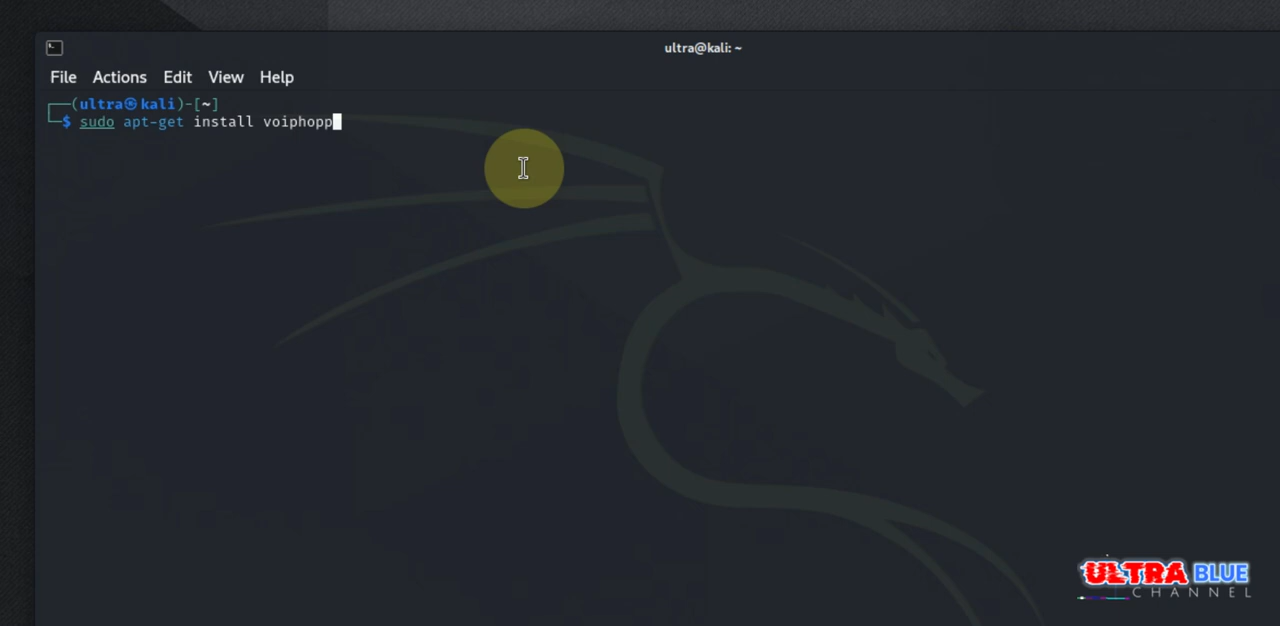 ultra@kali: ~
File Actions Edit View Help
┌──(ultra㉿kali)-[~]
└─$ sudo apt-get install voiphopp
ULTRA BLUE
CHANNEL